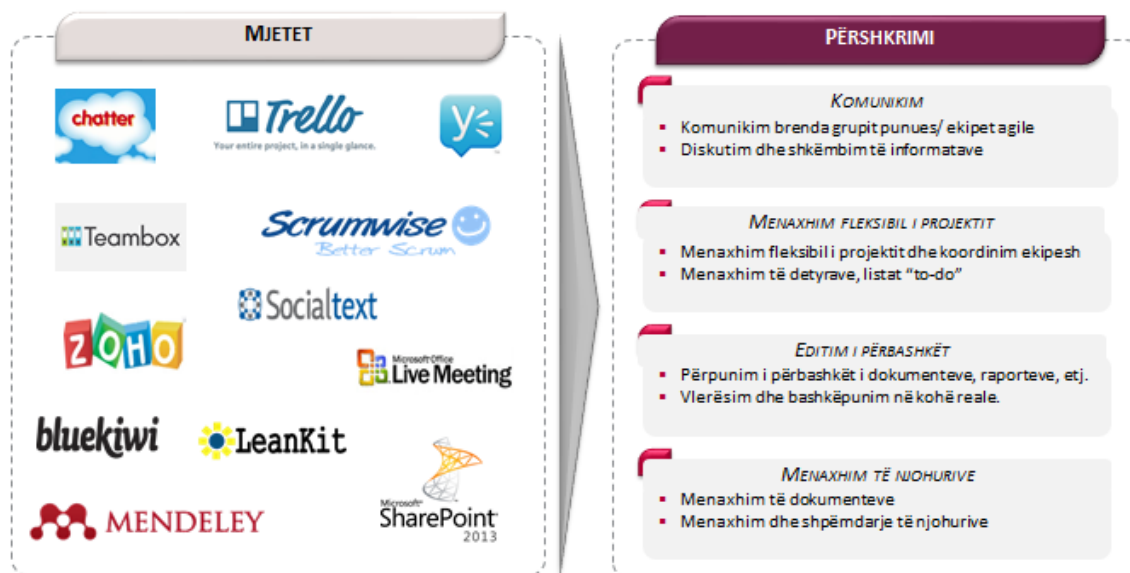 MJETET
chatter
Trello
Your entire project, in a single glance.
y
Teambox
Scrumwise
Better Scrum
Socialtext
ZOHO
Microsoft Office
Live Meeting
bluekiwi
LeanKit
MENDELEY
Microsoft
SharePoint
2013
PËRSHKRIMI
KOMUNIKIM
▪ Komunikim brenda grupit punues/ ekipet agile
▪ Diskutim dhe shkëmbim të informatave
MENAXHIM FLEKSIBIL I PROJEKTIT
▪ Menaxhim fleksibil i projektit dhe koordinim ekipesh
▪ Menaxhim të detyrave, listat “to-do”
EDITIM I PËRBASHKËT
▪ Përpunim i përbashkët i dokumenteve, raporteve, etj.
▪ Vlerësim dhe bashkëpunim në kohë reale.
MENAXHIM TË NJOHURIVE
▪ Menaxhim të dokumenteve
▪ Menaxhim dhe shpëmdarje të njohurive